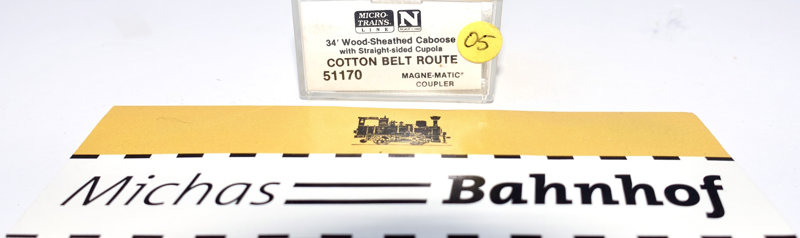 MICRO-
TRAINS
LINE
N
34' Wood-Sheathed Caboose
with Straight-sided Cupola
COTTON BELT ROUTE
51170
MAGNE-MATIC®
COUPLER
05
Michas Bahnhof